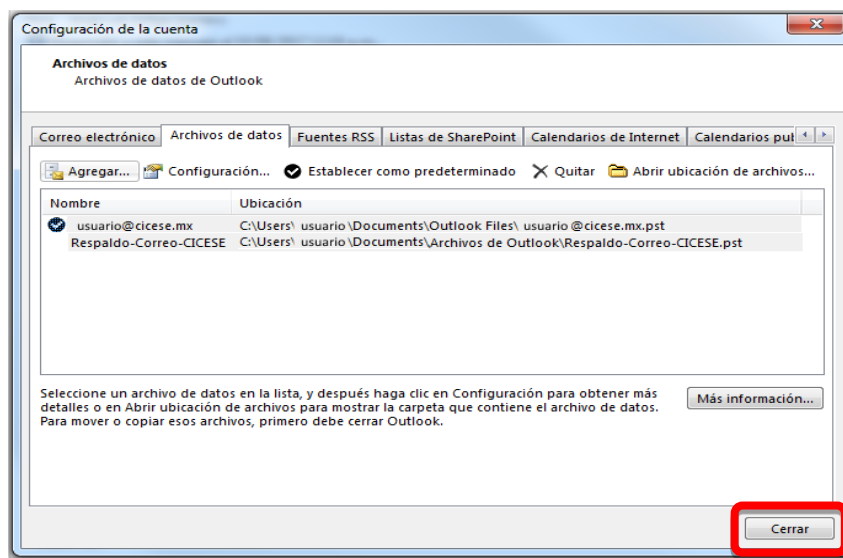 Configuración de la cuenta
Archivos de datos
Archivos de datos de Outlook
Correo electrónico Archivos de datos Fuentes RSS Listas de SharePoint Calendarios de Internet Calendarios pub
Agregar... Configuración... Establecer como predeterminado Quitar Abrir ubicación de archivos...
Nombre Ubicación
usuario@cicese.mx C:\Users\ usuario\Documents\Outlook Files\ usuario @cicese.mx.pst
Respaldo-Correo-CICESE C:\Users\ usuario\Documents\Archivos de Outlook\Respaldo-Correo-CICESE.pst
Seleccione un archivo de datos en la lista, y después haga clic en Configuración para obtener más
detalles o en Abrir ubicación de archivos para mostrar la carpeta que contiene el archivo de datos.
Para mover o copiar esos archivos, primero debe cerrar Outlook.
Más información...
Cerrar